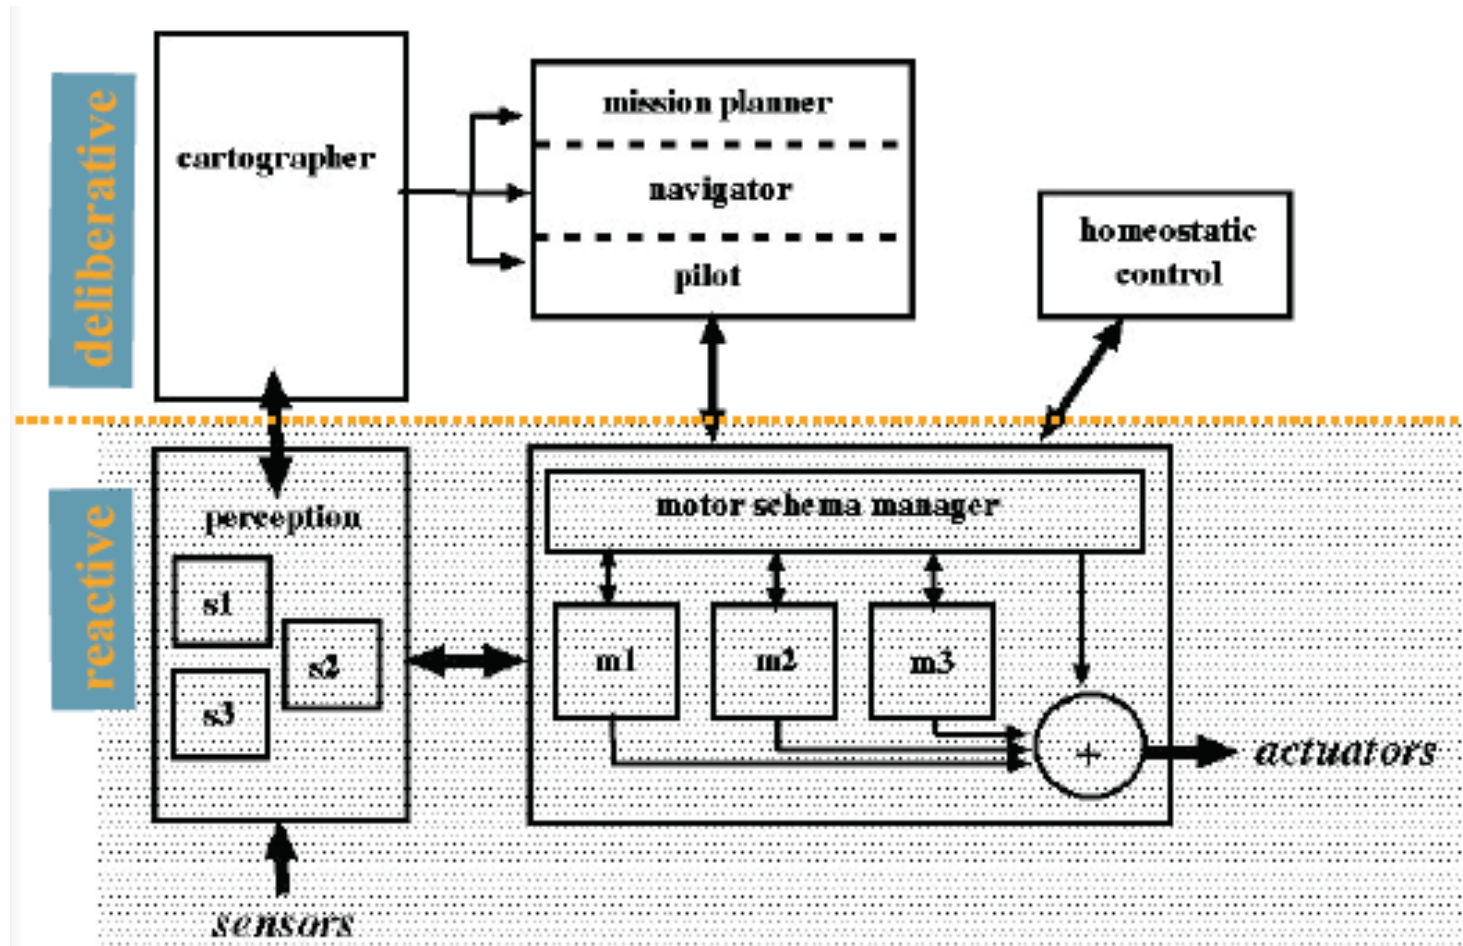 deliberative
cartographer
mission planner
navigator
pilot
homeostatic
control
reactive
perception
s1
s2
s3
motor schema manager
m1
m2
m3
+
actuators
sensors